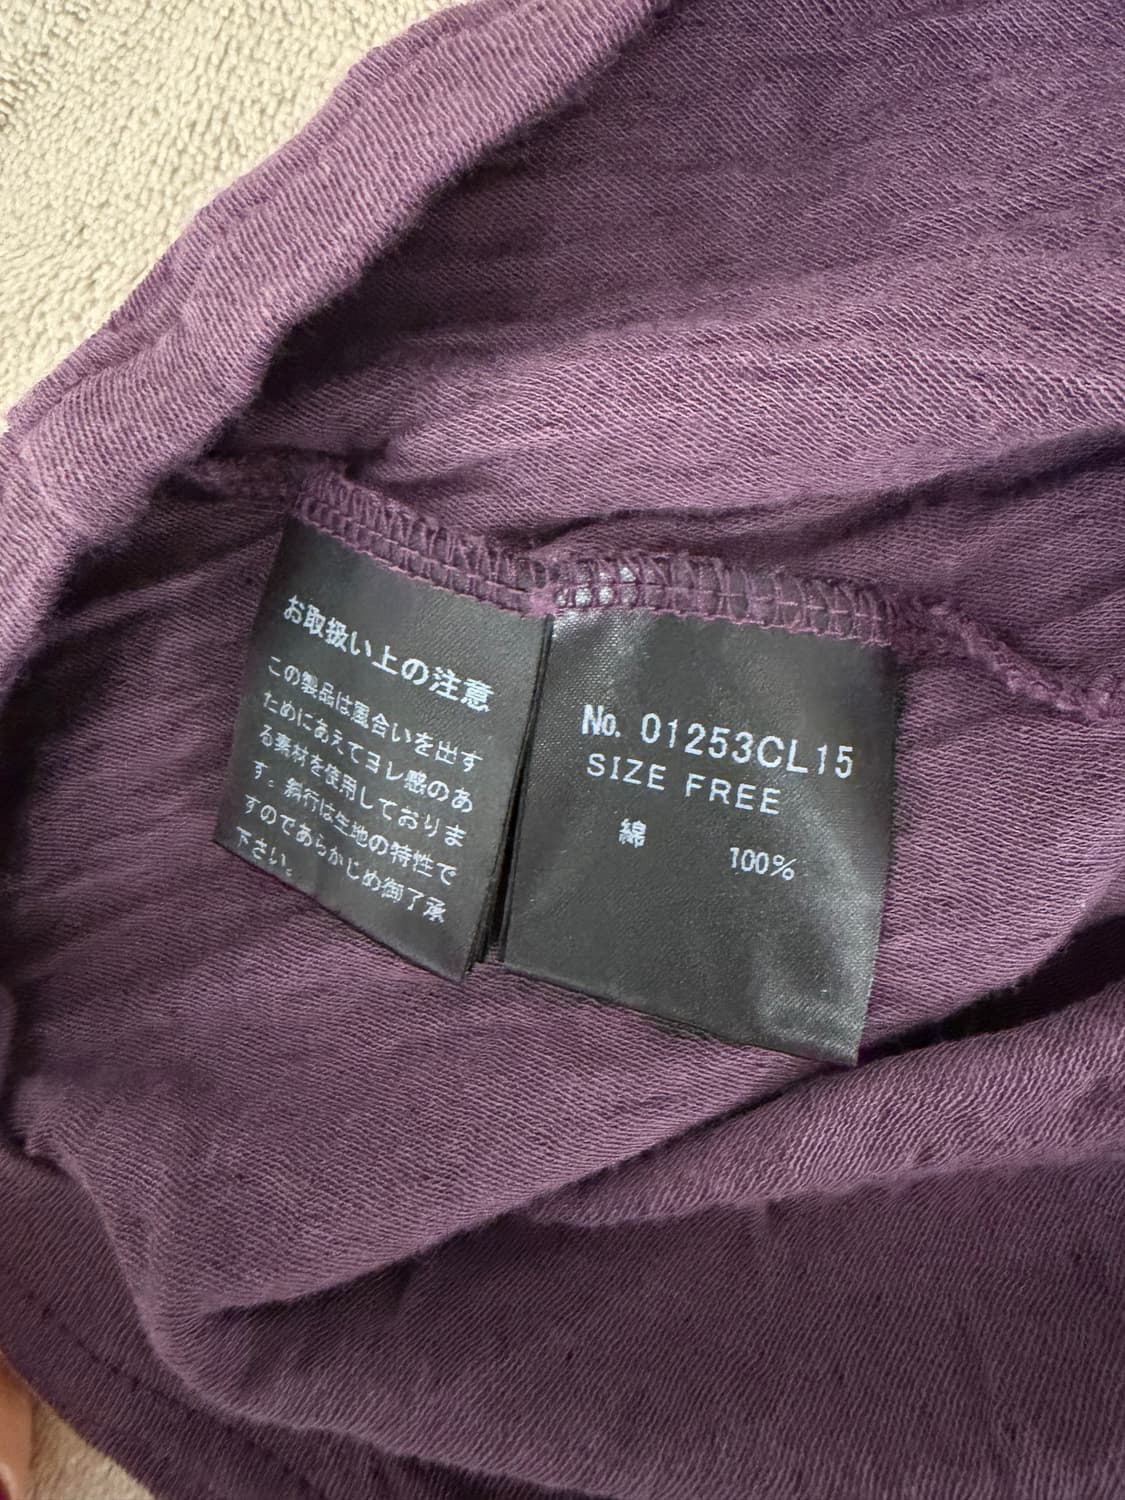 お取扱い上の注意
この製品は風合いを出す
ためにあえてヨレ感のあ
る素材を使用しておりま
す。斜行は生地の特性で
すのであらかじめ御了承
下さい。
No. 01253CL15
SIZE FREE
綿 100%